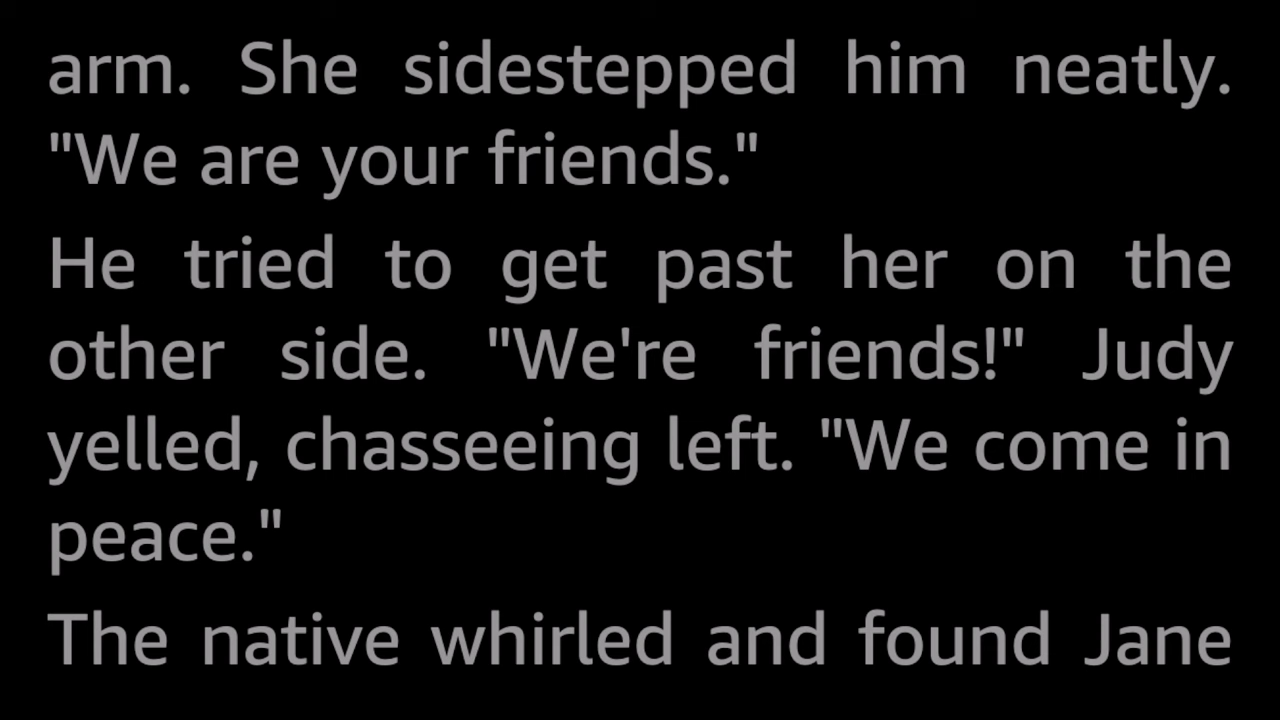 arm. She sidestepped him neatly.
"We are your friends."
He tried to get past her on the
other side. "We're friends!" Judy
yelled, chasseeing left. "We come in
peace."
The native whirled and found Jane